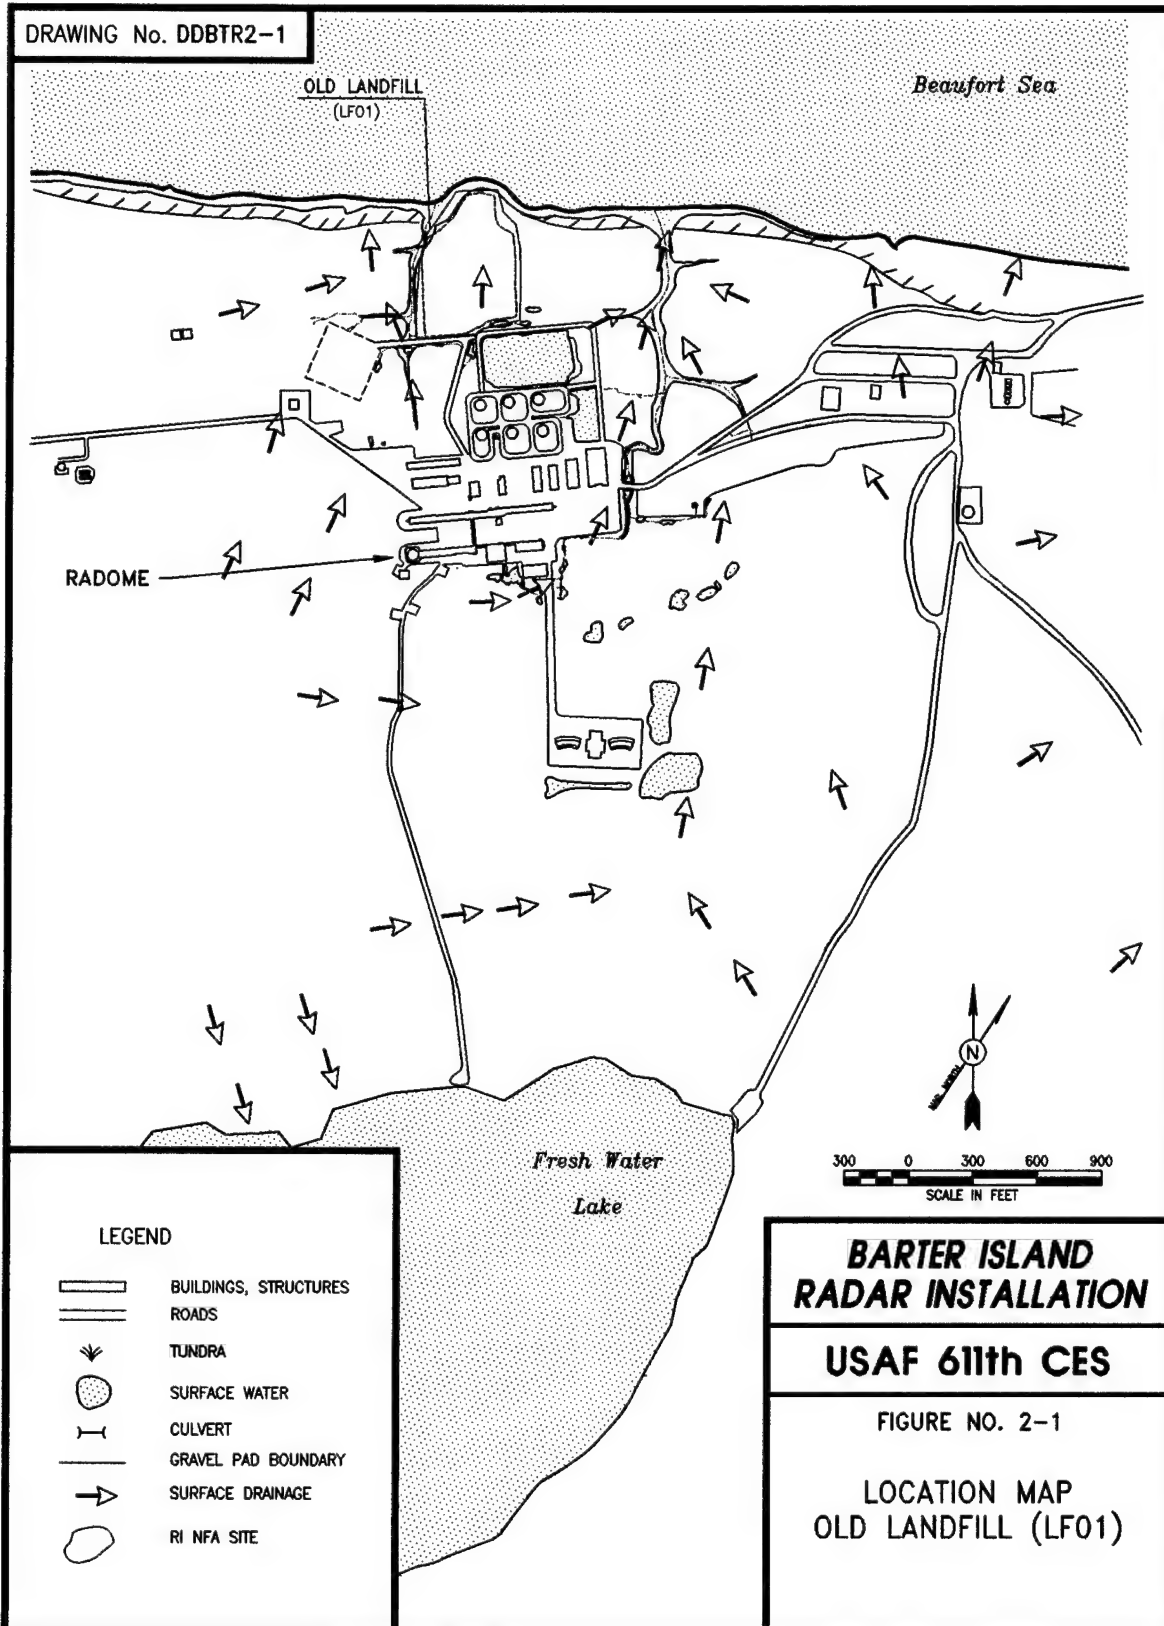 DRAWING No. DDBTR2-1
OLD LANDFILL
(LF01)
Beaufort Sea
RADOME
N
MAG. NORTH
300 0 300 600 900
SCALE IN FEET
Fresh Water
Lake
LEGEND
BUILDINGS, STRUCTURES
ROADS
TUNDRA
SURFACE WATER
CULVERT
GRAVEL PAD BOUNDARY
SURFACE DRAINAGE
RI NFA SITE
BARTER ISLAND
RADAR INSTALLATION
USAF 611th CES
FIGURE NO. 2-1
LOCATION MAP
OLD LANDFILL (LF01)